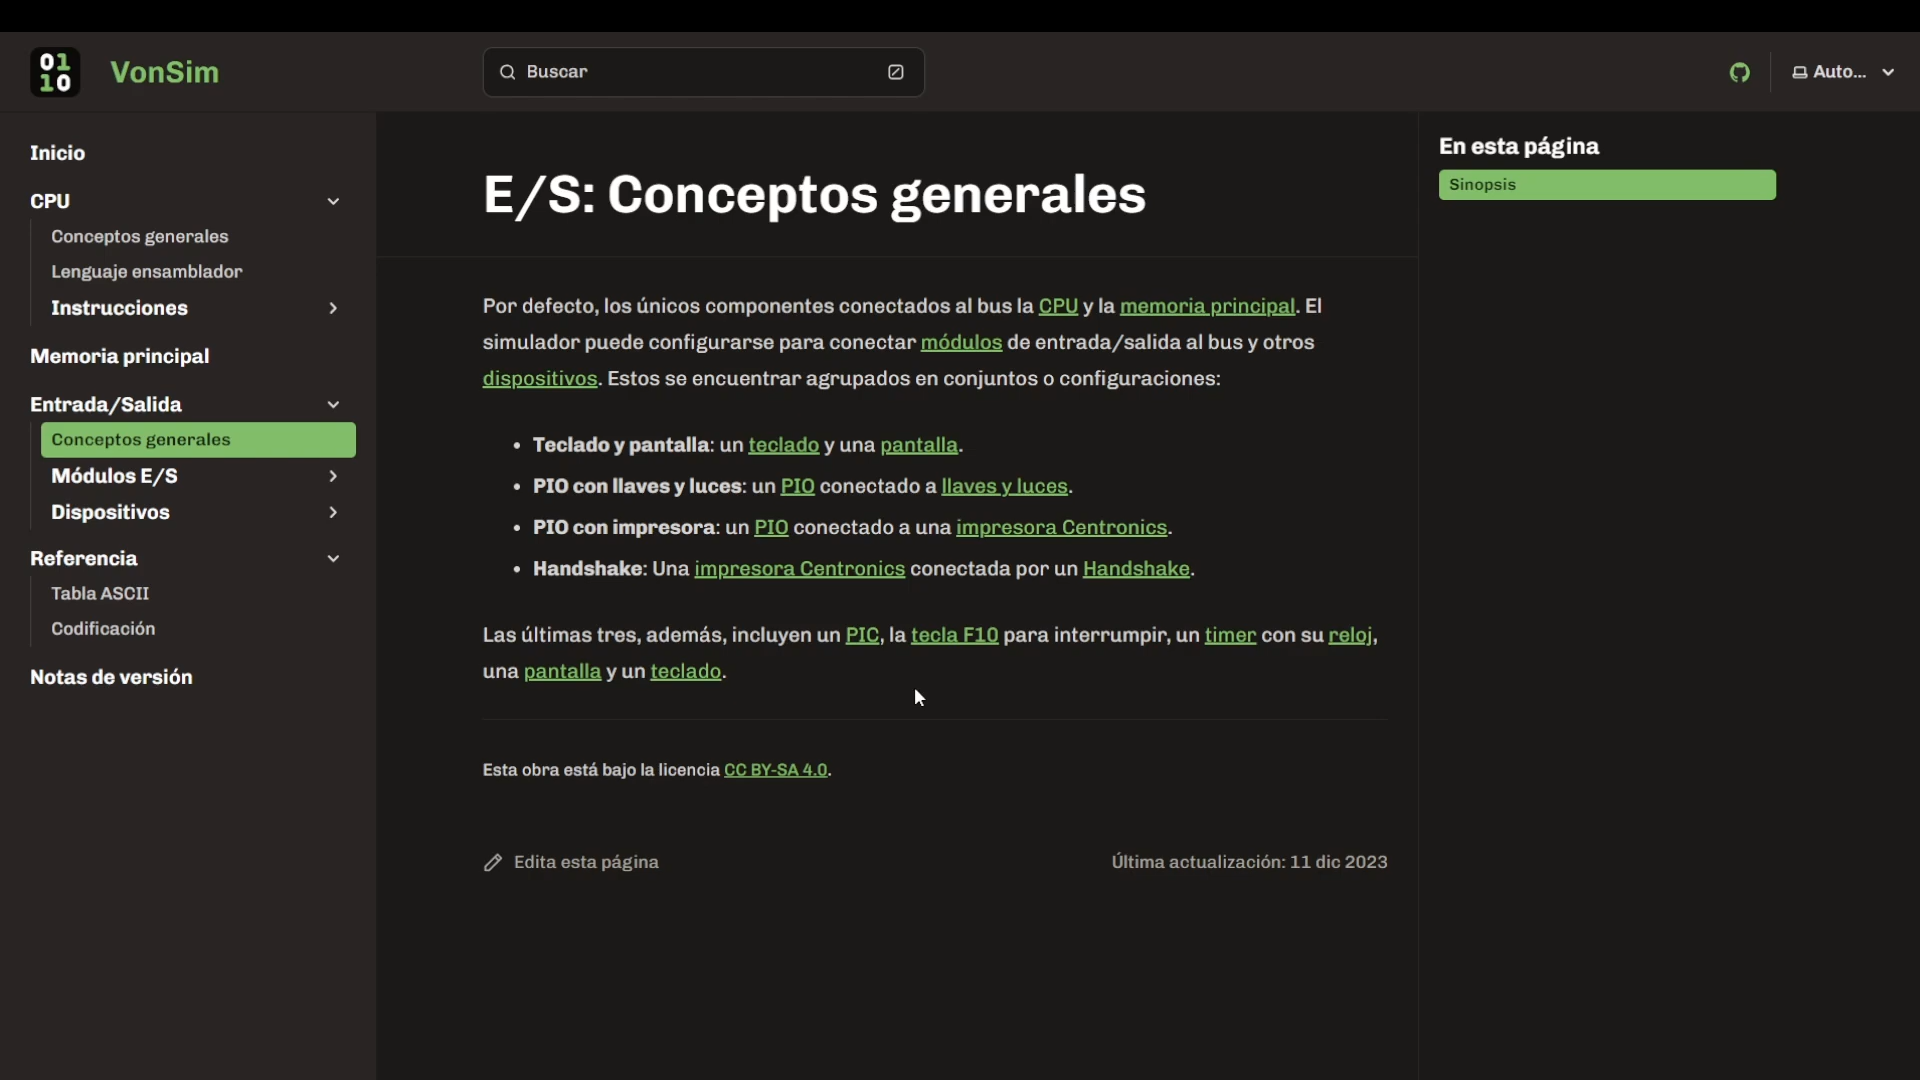 01
10
VonSim
Buscar
Auto...
Inicio
CPU
Conceptos generales
Lenguaje ensamblador
Instrucciones
Memoria principal
Entrada/Salida
Conceptos generales
Módulos E/S
Dispositivos
Referencia
Tabla ASCII
Codificación
Notas de versión
E/S: Conceptos generales
Por defecto, los únicos componentes conectados al bus la CPU y la memoria principal. El
simulador puede configurarse para conectar módulos de entrada/salida al bus y otros
dispositivos. Estos se encuentrar agrupados en conjuntos o configuraciones:
• Teclado y pantalla: un teclado y una pantalla.
• PIO con llaves y luces: un PIO conectado a llaves y luces.
• PIO con impresora: un PIO conectado a una impresora Centronics.
• Handshake: Una impresora Centronics conectada por un Handshake.
Las últimas tres, además, incluyen un PIC, la tecla F10 para interrumpir, un timer con su reloj,
una pantalla y un teclado.
Esta obra está bajo la licencia CC BY-SA 4.0.
Edita esta página
Última actualización: 11 dic 2023
En esta página
Sinopsis